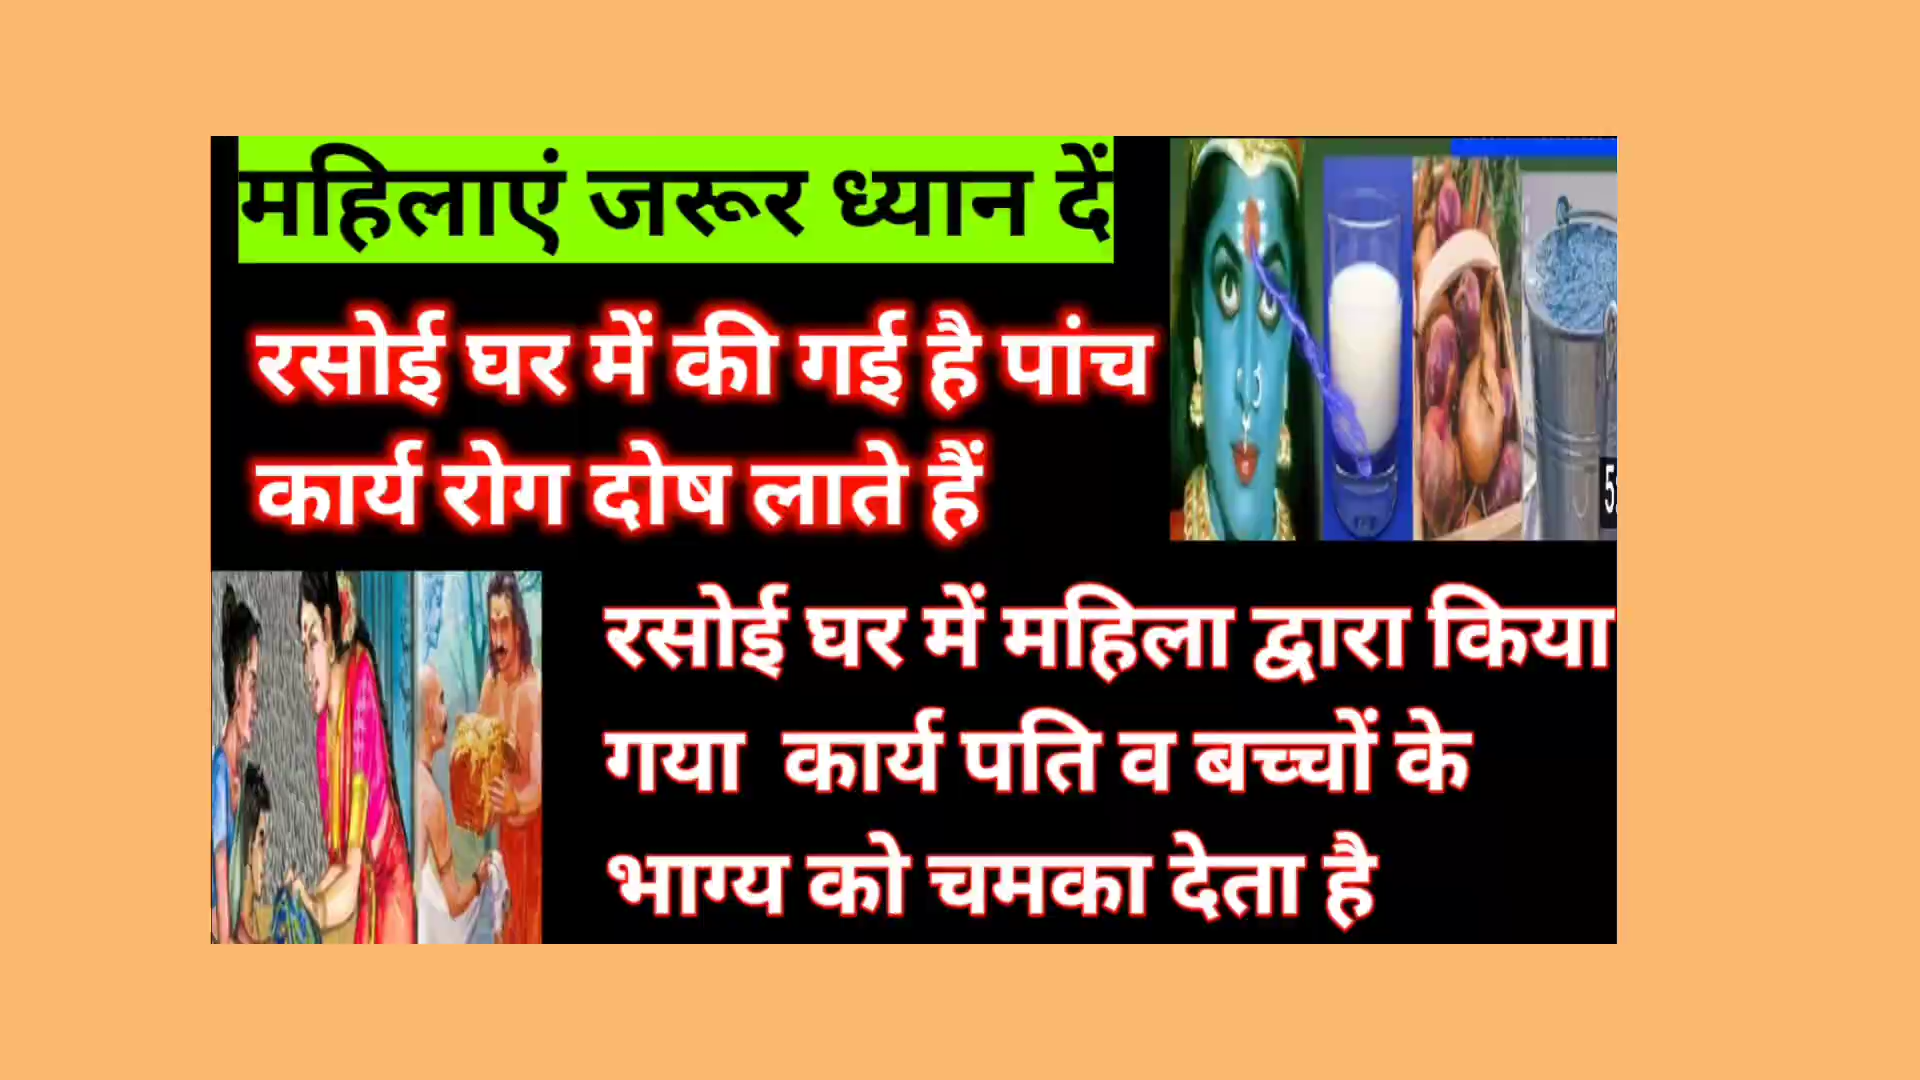 महिलाएं जरूर ध्यान दें
रसोई घर में की गई है पांच
कार्य रोग दोष लाते हैं
रसोई घर में महिला द्वारा किया
गया कार्य पति व बच्चों के
भाग्य को चमका देता है